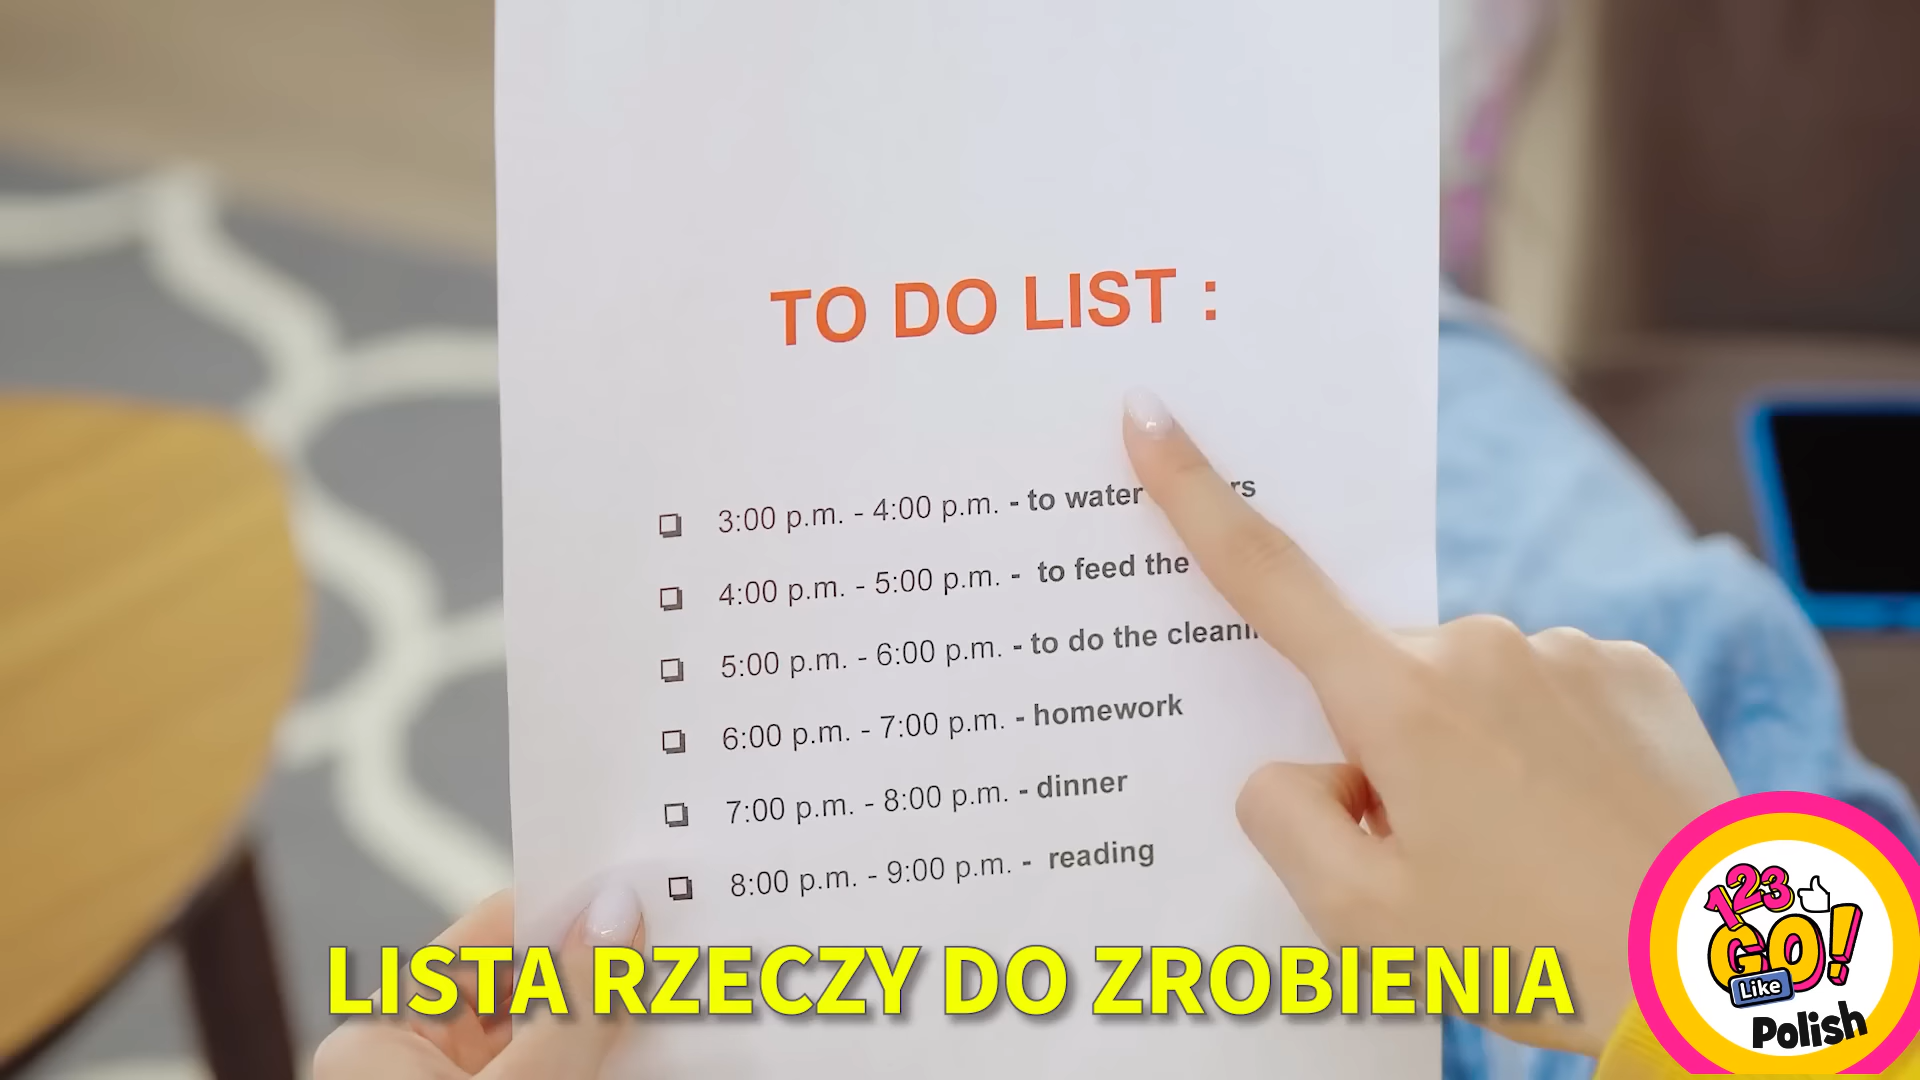 TO DO LIST :
3:00 p.m. - 4:00 p.m. - to water
4:00 p.m. - 5:00 p.m. - to feed the
5:00 p.m. - 6:00 p.m. - to do the
6:00 p.m. - 7:00 p.m. - homework
7:00 p.m. - 8:00 p.m. - dinner
8:00 p.m. - 9:00 p.m. - reading
LISTA RZECZY DO ZROBIENIA
123
GO!
Like
Polish